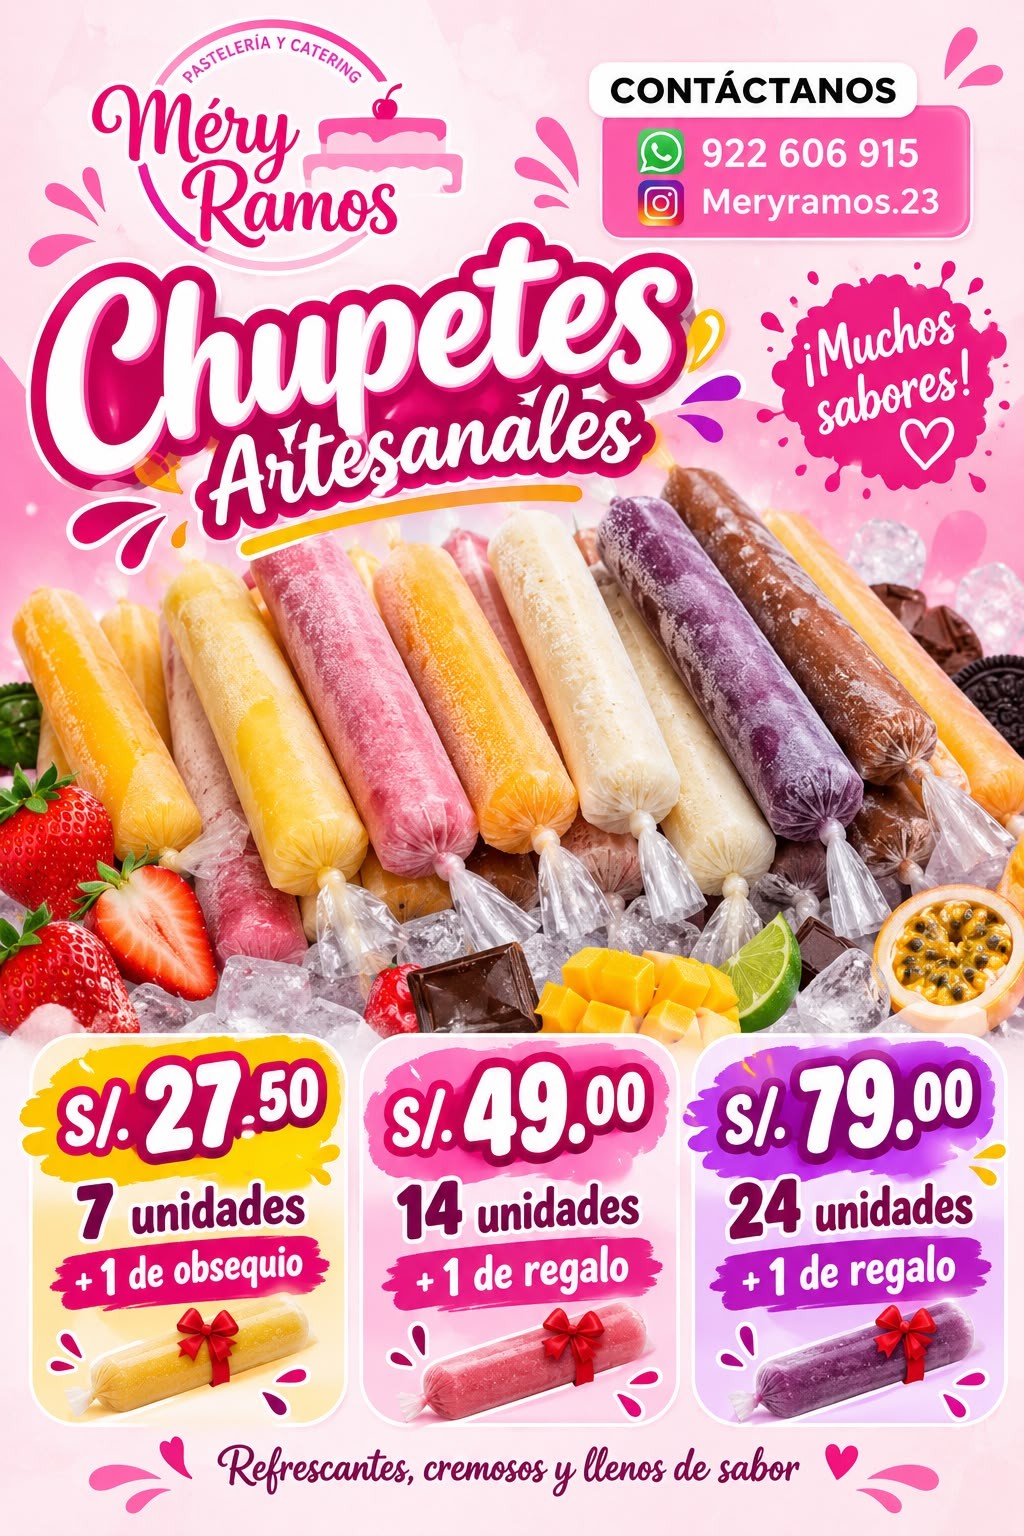 PASTELERÍA Y CATERING
Méry
Ramos
CONTÁCTANOS
922 606 915
Meryramos.23
Chupetes
Artesanales
¡Muchos
sabores!
S/. 27.50
7 unidades
+ 1 de obsequio
S/. 49.00
14 unidades
+ 1 de regalo
S/. 79.00
24 unidades
+ 1 de regalo
Refrescantes, cremosos y llenos de sabor